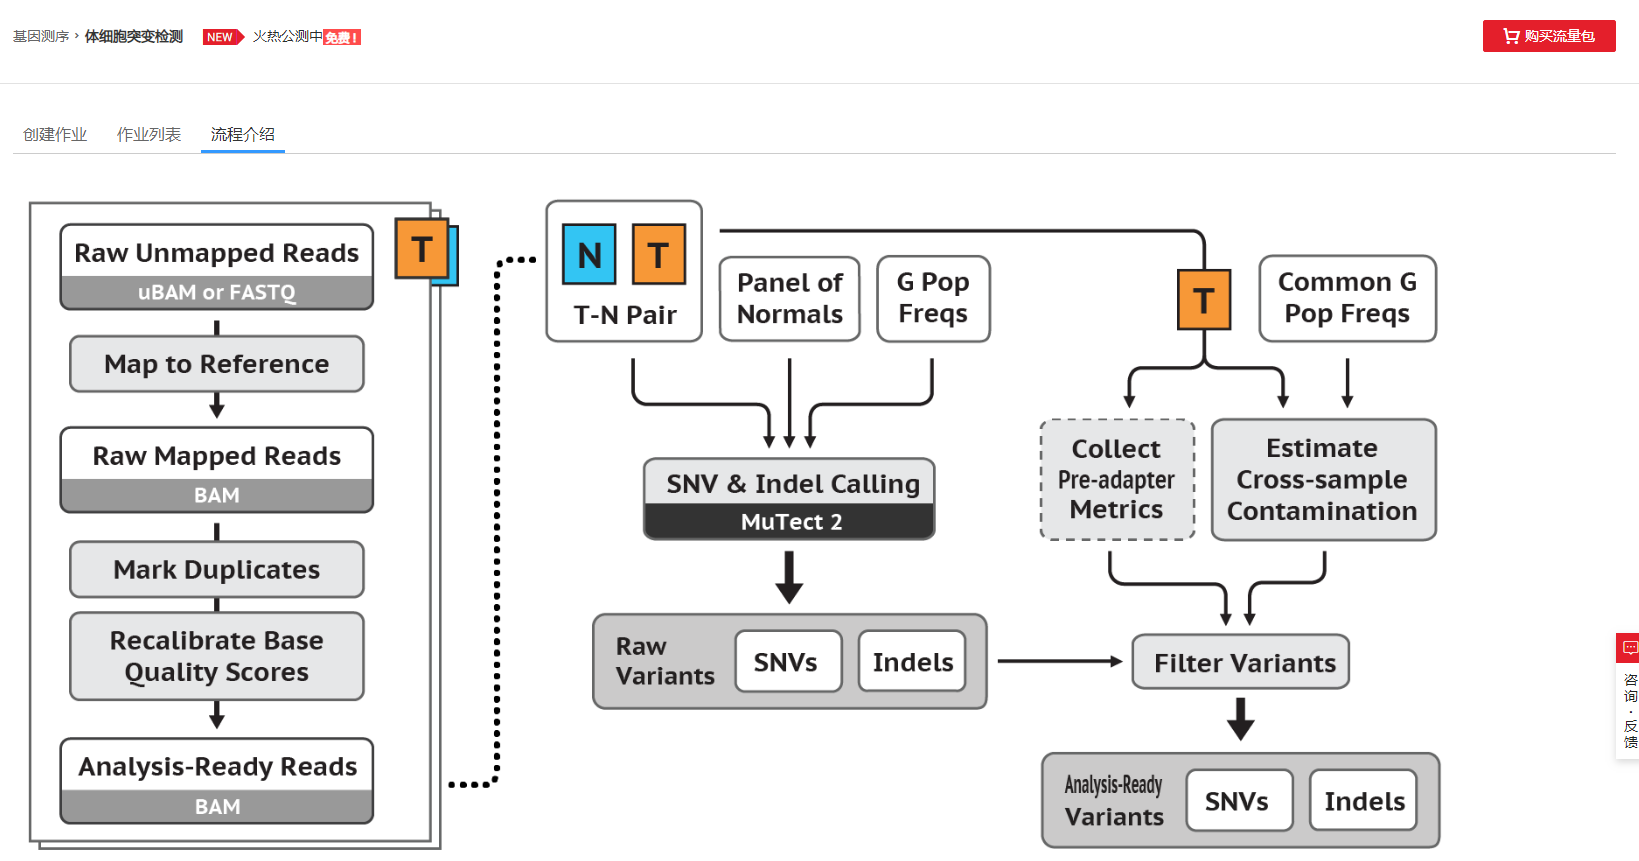 基因测序 › 体细胞突变检测 NEW 火热公测中免费!
购买流量包
创建作业 作业列表 流程介绍
Raw Unmapped Reads
uBAM or FASTQ
T
Map to Reference
Raw Mapped Reads
BAM
Mark Duplicates
Recalibrate Base
Quality Scores
Analysis-Ready Reads
BAM
N T
T-N Pair
Panel of
Normals
G Pop
Freqs
T
Common G
Pop Freqs
SNV & Indel Calling
MuTect 2
Collect
Pre-adapter
Metrics
Estimate
Cross-sample
Contamination
Raw
Variants
SNVs
Indels
Filter Variants
Analysis-Ready
Variants
SNVs
Indels
咨
询
·
反
馈